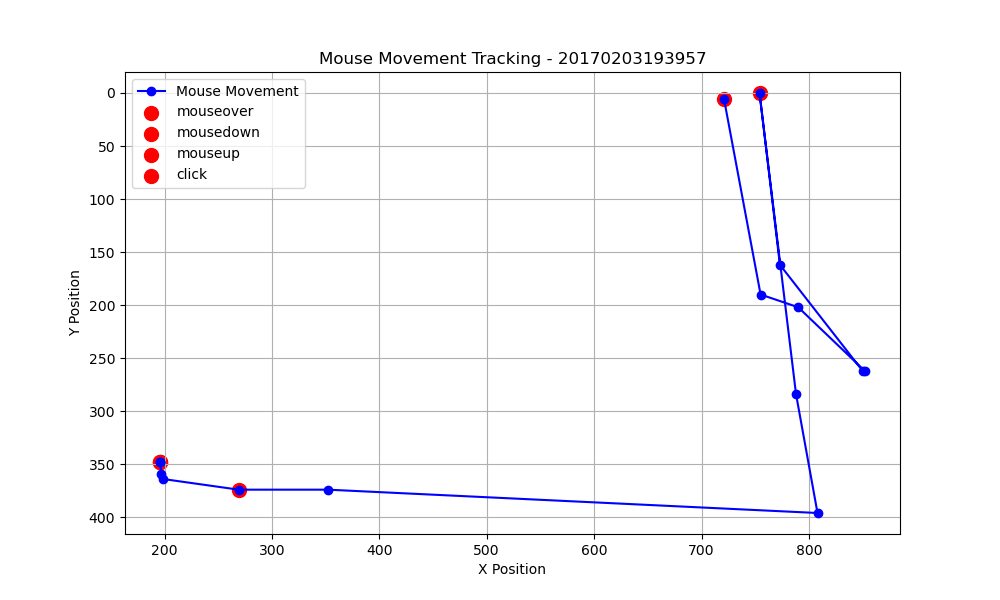 Mouse Movement Tracking - 20170203193957
Mouse Movement
mouseover
mousedown
mouseup
click
0
50
100
150
200
250
300
350
400
Y Position
200 300 400 500 600 700 800
X Position